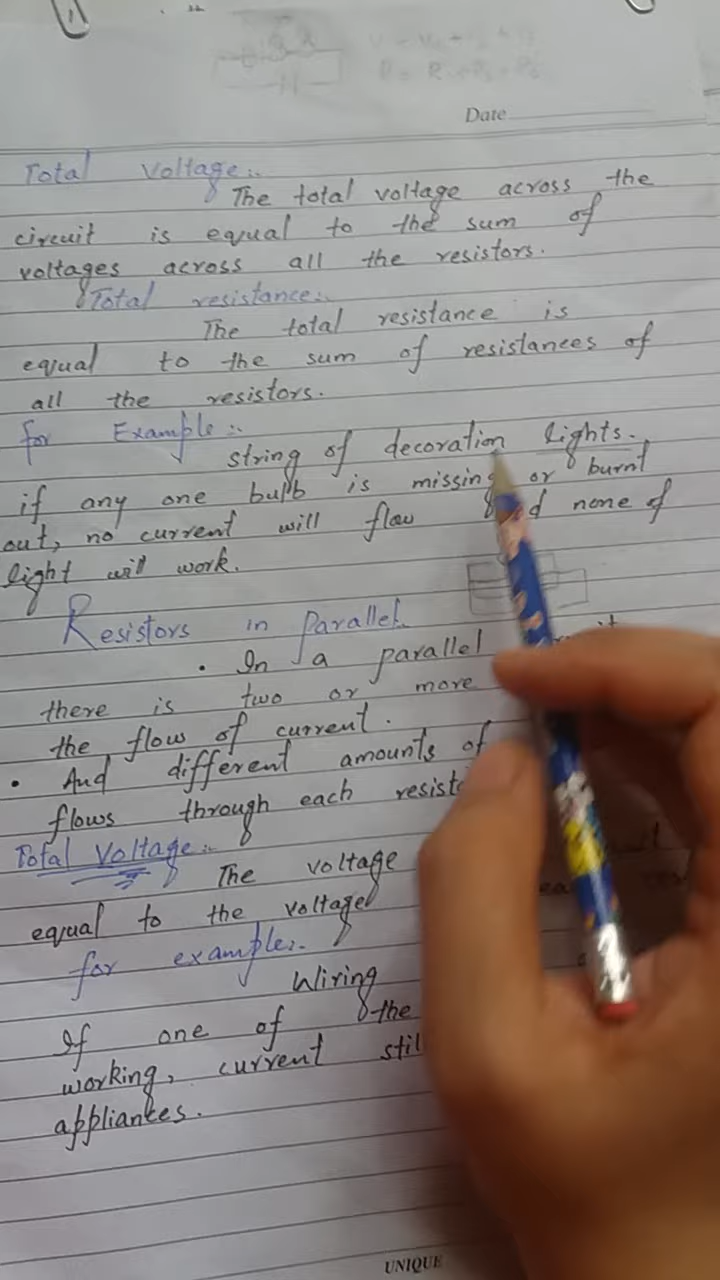 Date
Total Voltage:-
The total voltage across the
circuit is equal to the sum of
voltages across all the resistors.
Total resistance:-
The total resistance is
equal to the sum of resistances of
all the resistors.
for Example:-
string of decoration lights.
if any one bulb is missing or burnt
out, no current will flow none of
light will work.
Resistors in Parallel
• In a parallel
there is two or more
the flow of current.
• And different amounts of
flows through each
Total Voltage:-
The voltage
equal to the voltage
for example:-
Wiring
If one of the
working, current
appliances.
UNIQUE